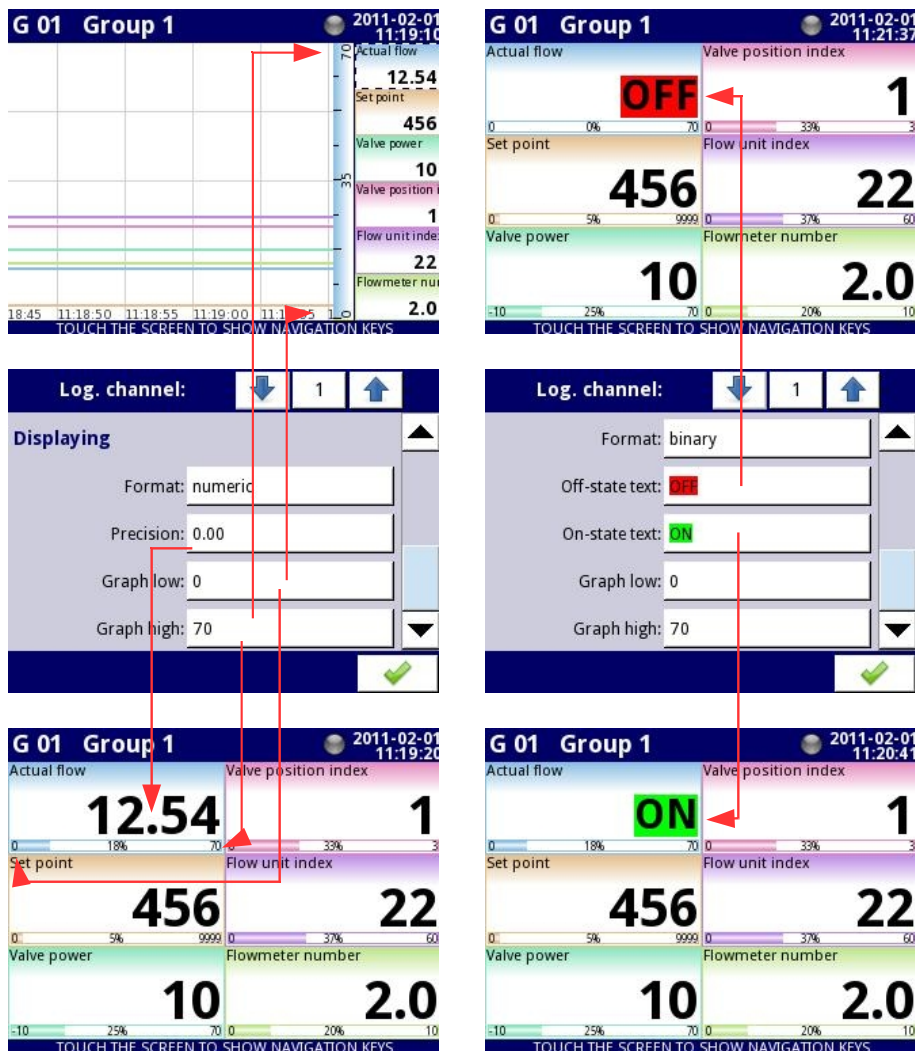 G 01 Group 1 2011-02-01
11:19:10
70
Actual flow
12.54
Set point
456
Valve power
10
35
Valve position i
1
Flow unit inde
22
Flowmeter nu
2.0
0
18:45 11:18:50 11:18:55 11:19:00
TOUCH THE SCREEN TO SHOW NAVIGATION KEYS
G 01 Group 1 2011-02-01
11:21:37
Actual flow Valve position index
OFF 1
0 0% 70 0 33% 3
Set point Flow unit index
456 22
0 5% 9999 0 37% 60
Valve power Flowmeter number
10 2.0
-10 25% 70 0 20% 10
TOUCH THE SCREEN TO SHOW NAVIGATION KEYS
Log. channel: 1
Displaying
Format: numeric
Precision: 0.00
Graph low: 0
Graph high: 70
Log. channel: 1
Format: binary
Off-state text: OFF
On-state text: ON
Graph low: 0
Graph high: 70
G 01 Group 1 2011-02-01
11:19:20
Actual flow Valve position index
12.54 1
0 18% 70 33% 3
Set point Flow unit index
456 22
0 5% 9999 0 37% 60
Valve power Flowmeter number
10 2.0
-10 25% 70 0 20% 10
TOUCH THE SCREEN TO SHOW NAVIGATION KEYS
G 01 Group 1 2011-02-01
11:20:41
Actual flow Valve position index
ON 1
0 18% 70 0 33% 3
Set point Flow unit index
456 22
0 5% 9999 0 37% 60
Valve power Flowmeter number
10 2.0
-10 25% 70 0 20% 10
TOUCH THE SCREEN TO SHOW NAVIGATION KEYS